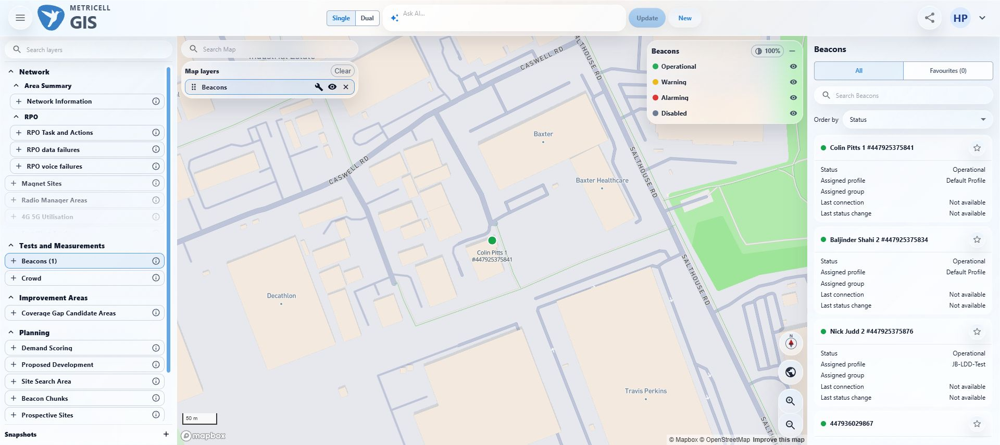 METRICELL
GIS
Single
Dual
Ask AI...
Update
New
HP
Search layers
Network
Area Summary
Network Information
RPO
RPO Task and Actions
RPO data failures
RPO voice failures
Magnet Sites
Radio Manager Areas
4G 5G Utilisation
Tests and Measurements
Beacons (1)
Crowd
Improvement Areas
Coverage Gap Candidate Areas
Planning
Demand Scoring
Proposed Development
Site Search Area
Beacon Chunks
Prospective Sites
Snapshots
Search Map
Industrial Estate
Map layers
Clear
Beacons
CASWELL RD
SALTHOUSE RD
Baxter
CASWELL RD
SALTHOUSE RD
Baxter Healthcare
Colin Pitts 1
#447925375841
SALTHOUSE RD
Decathlon
Travis Perkins
N
50 m
mapbox
© Mapbox © OpenStreetMap Improve this map
Beacons
100%
Operational
Warning
Alarming
Disabled
Beacons
All
Favourites (0)
Search Beacons
Order by
Status
Colin Pitts 1 #447925375841
Status Operational
Assigned profile Default Profile
Assigned group
Last connection Not available
Last status change Not available
Baljinder Shahi 2 #447925375834
Status Operational
Assigned profile Default Profile
Assigned group
Last connection Not available
Last status change Not available
Nick Judd 2 #447925375876
Status Operational
Assigned profile JB-LDD-Test
Assigned group
Last connection Not available
Last status change Not available
447936029867